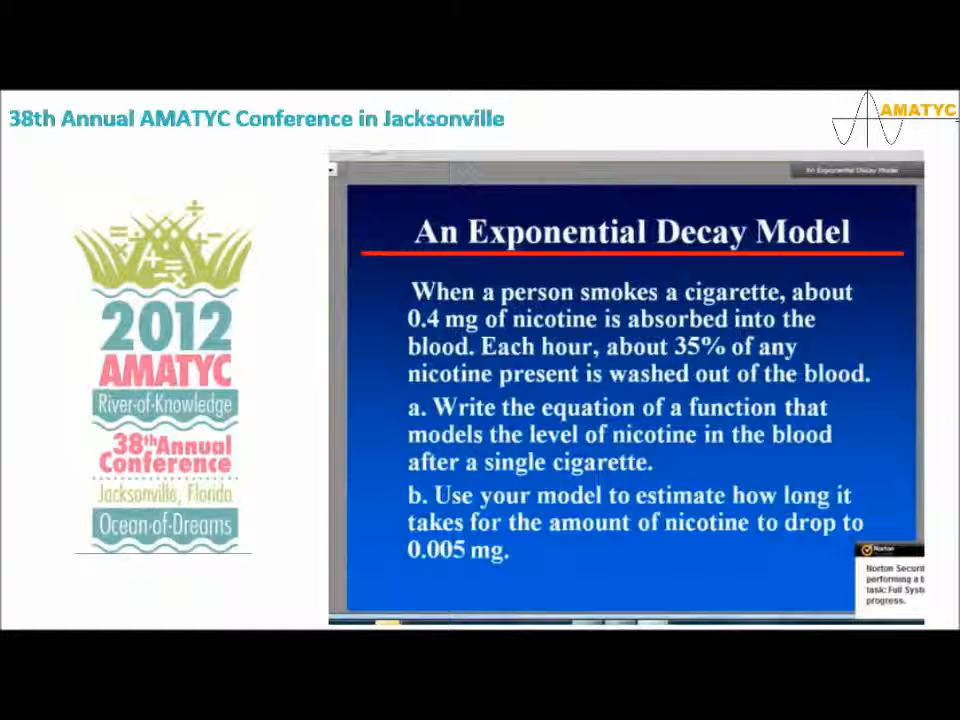 38th Annual AMATYC Conference in Jacksonville
AMATYC
An Exponential Decay Model
An Exponential Decay Model
When a person smokes a cigarette, about
0.4 mg of nicotine is absorbed into the
blood. Each hour, about 35% of any
nicotine present is washed out of the blood.
a. Write the equation of a function that
models the level of nicotine in the blood
after a single cigarette.
b. Use your model to estimate how long it
takes for the amount of nicotine to drop to
0.005 mg.
2012
AMATYC
River-of-Knowledge
38th Annual
Conference
Jacksonville, Florida
Ocean-of-Dreams
Norton
Norton Securit
performing a b
task: Full Syst
progress.